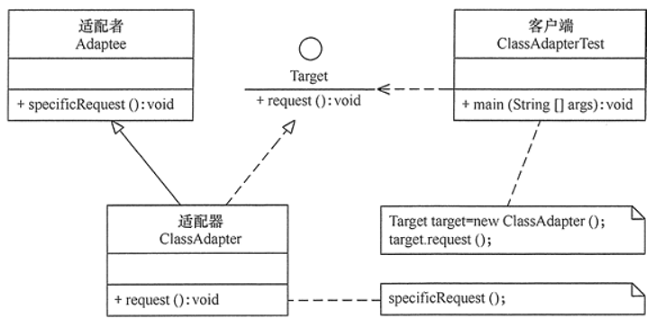 适配者
Adaptee
+ specificRequest ( ) : void
Target
+ request ( ) : void
客户端
ClassAdapterTest
+ main (String [] args) : void
适配器
ClassAdapter
+ request ( ) : void
Target target=new ClassAdapter ( );
target.request ( );
specificRequest ( );